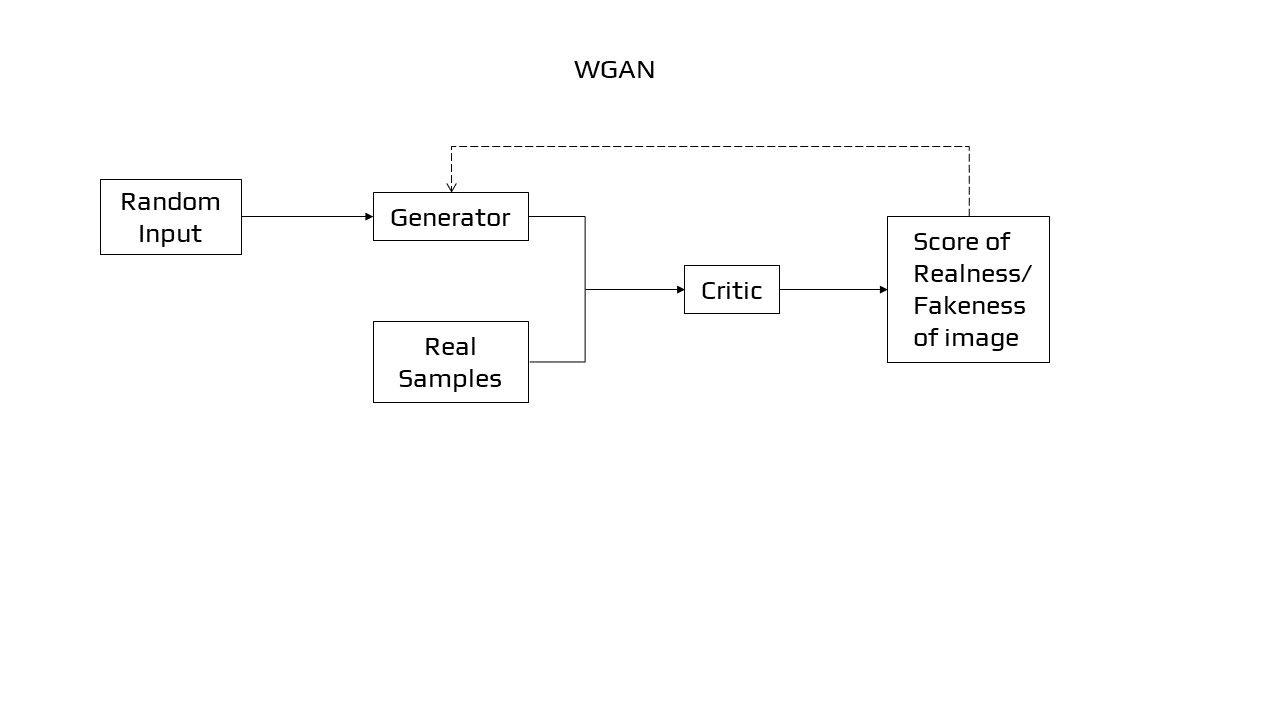 WGAN
Random
Input
Generator
Real
Samples
Critic
Score of
Realness/
Fakeness
of image